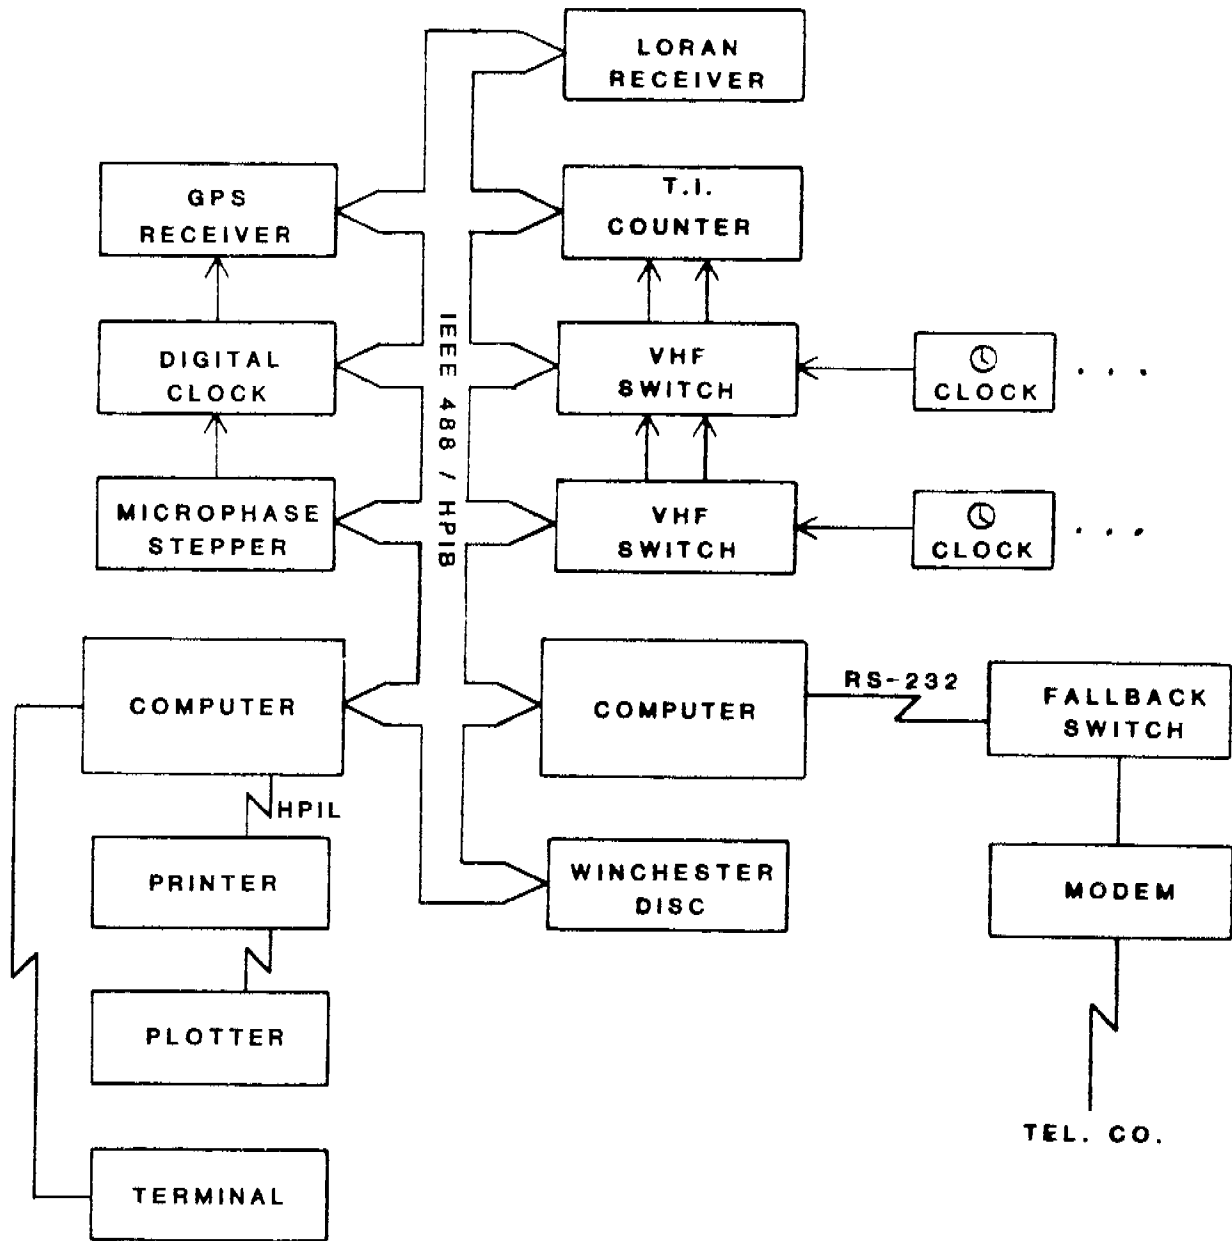 LORAN
RECEIVER
GPS
RECEIVER
T.I.
COUNTER
IEEE 488 / HPIB
DIGITAL
CLOCK
VHF
SWITCH
CLOCK
. . .
MICROPHASE
STEPPER
VHF
SWITCH
CLOCK
. . .
COMPUTER
COMPUTER
RS-232
FALLBACK
SWITCH
HPIL
PRINTER
WINCHESTER
DISC
MODEM
PLOTTER
TEL. CO.
TERMINAL